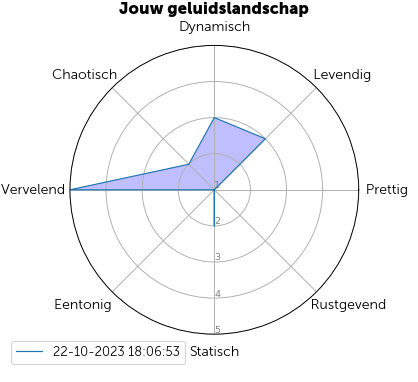 Jouw geluidslandschap
Dynamisch
Chaotisch
Levendig
Vervelend
1
Prettig
2
3
4
Eentonig
Rustgevend
5
22-10-2023 18:06:53
Statisch